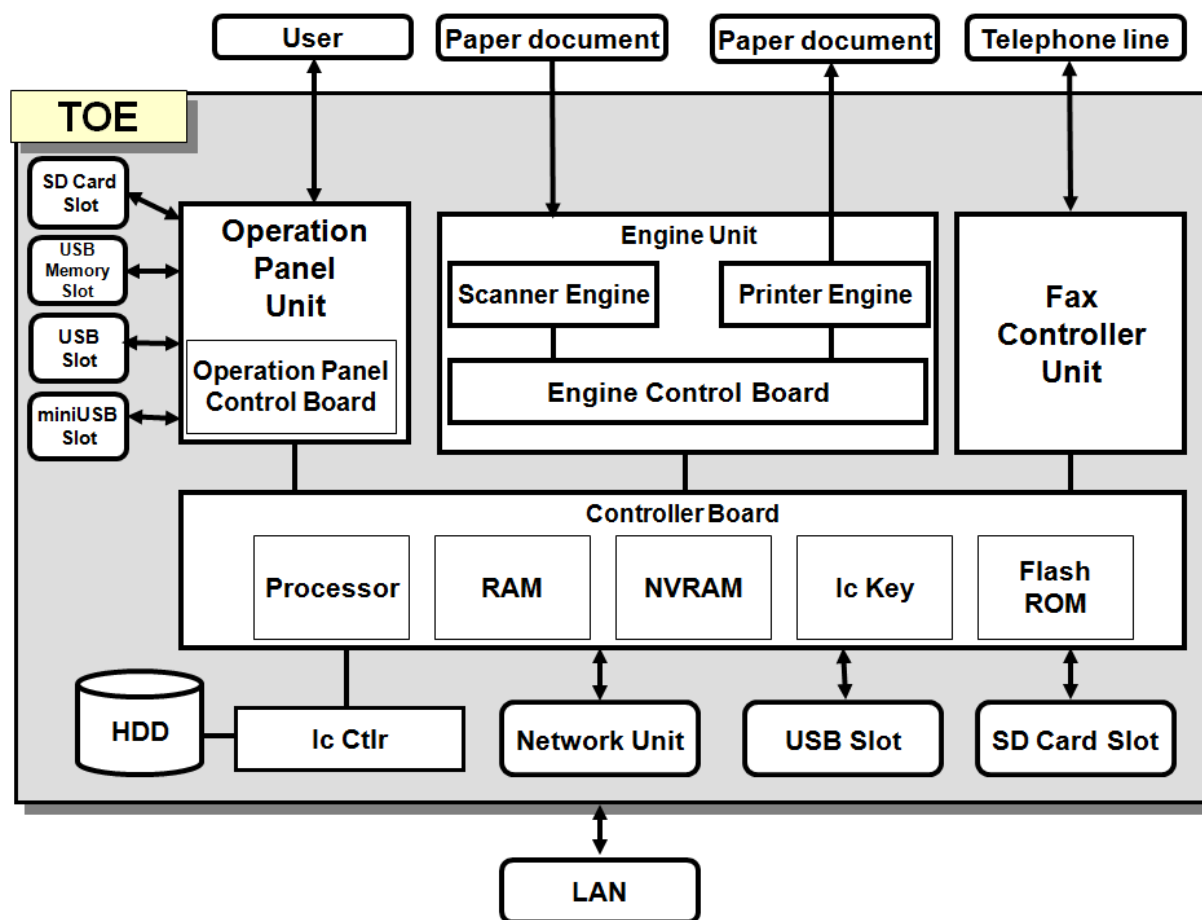 User
Paper document
Paper document
Telephone line
TOE
SD Card
Slot
USB
Memory
Slot
USB
Slot
miniUSB
Slot
Operation
Panel
Unit
Operation Panel
Control Board
Engine Unit
Scanner Engine
Printer Engine
Engine Control Board
Fax
Controller
Unit
Controller Board
Processor
RAM
NVRAM
Ic Key
Flash
ROM
HDD
Ic Ctlr
Network Unit
USB Slot
SD Card Slot
LAN